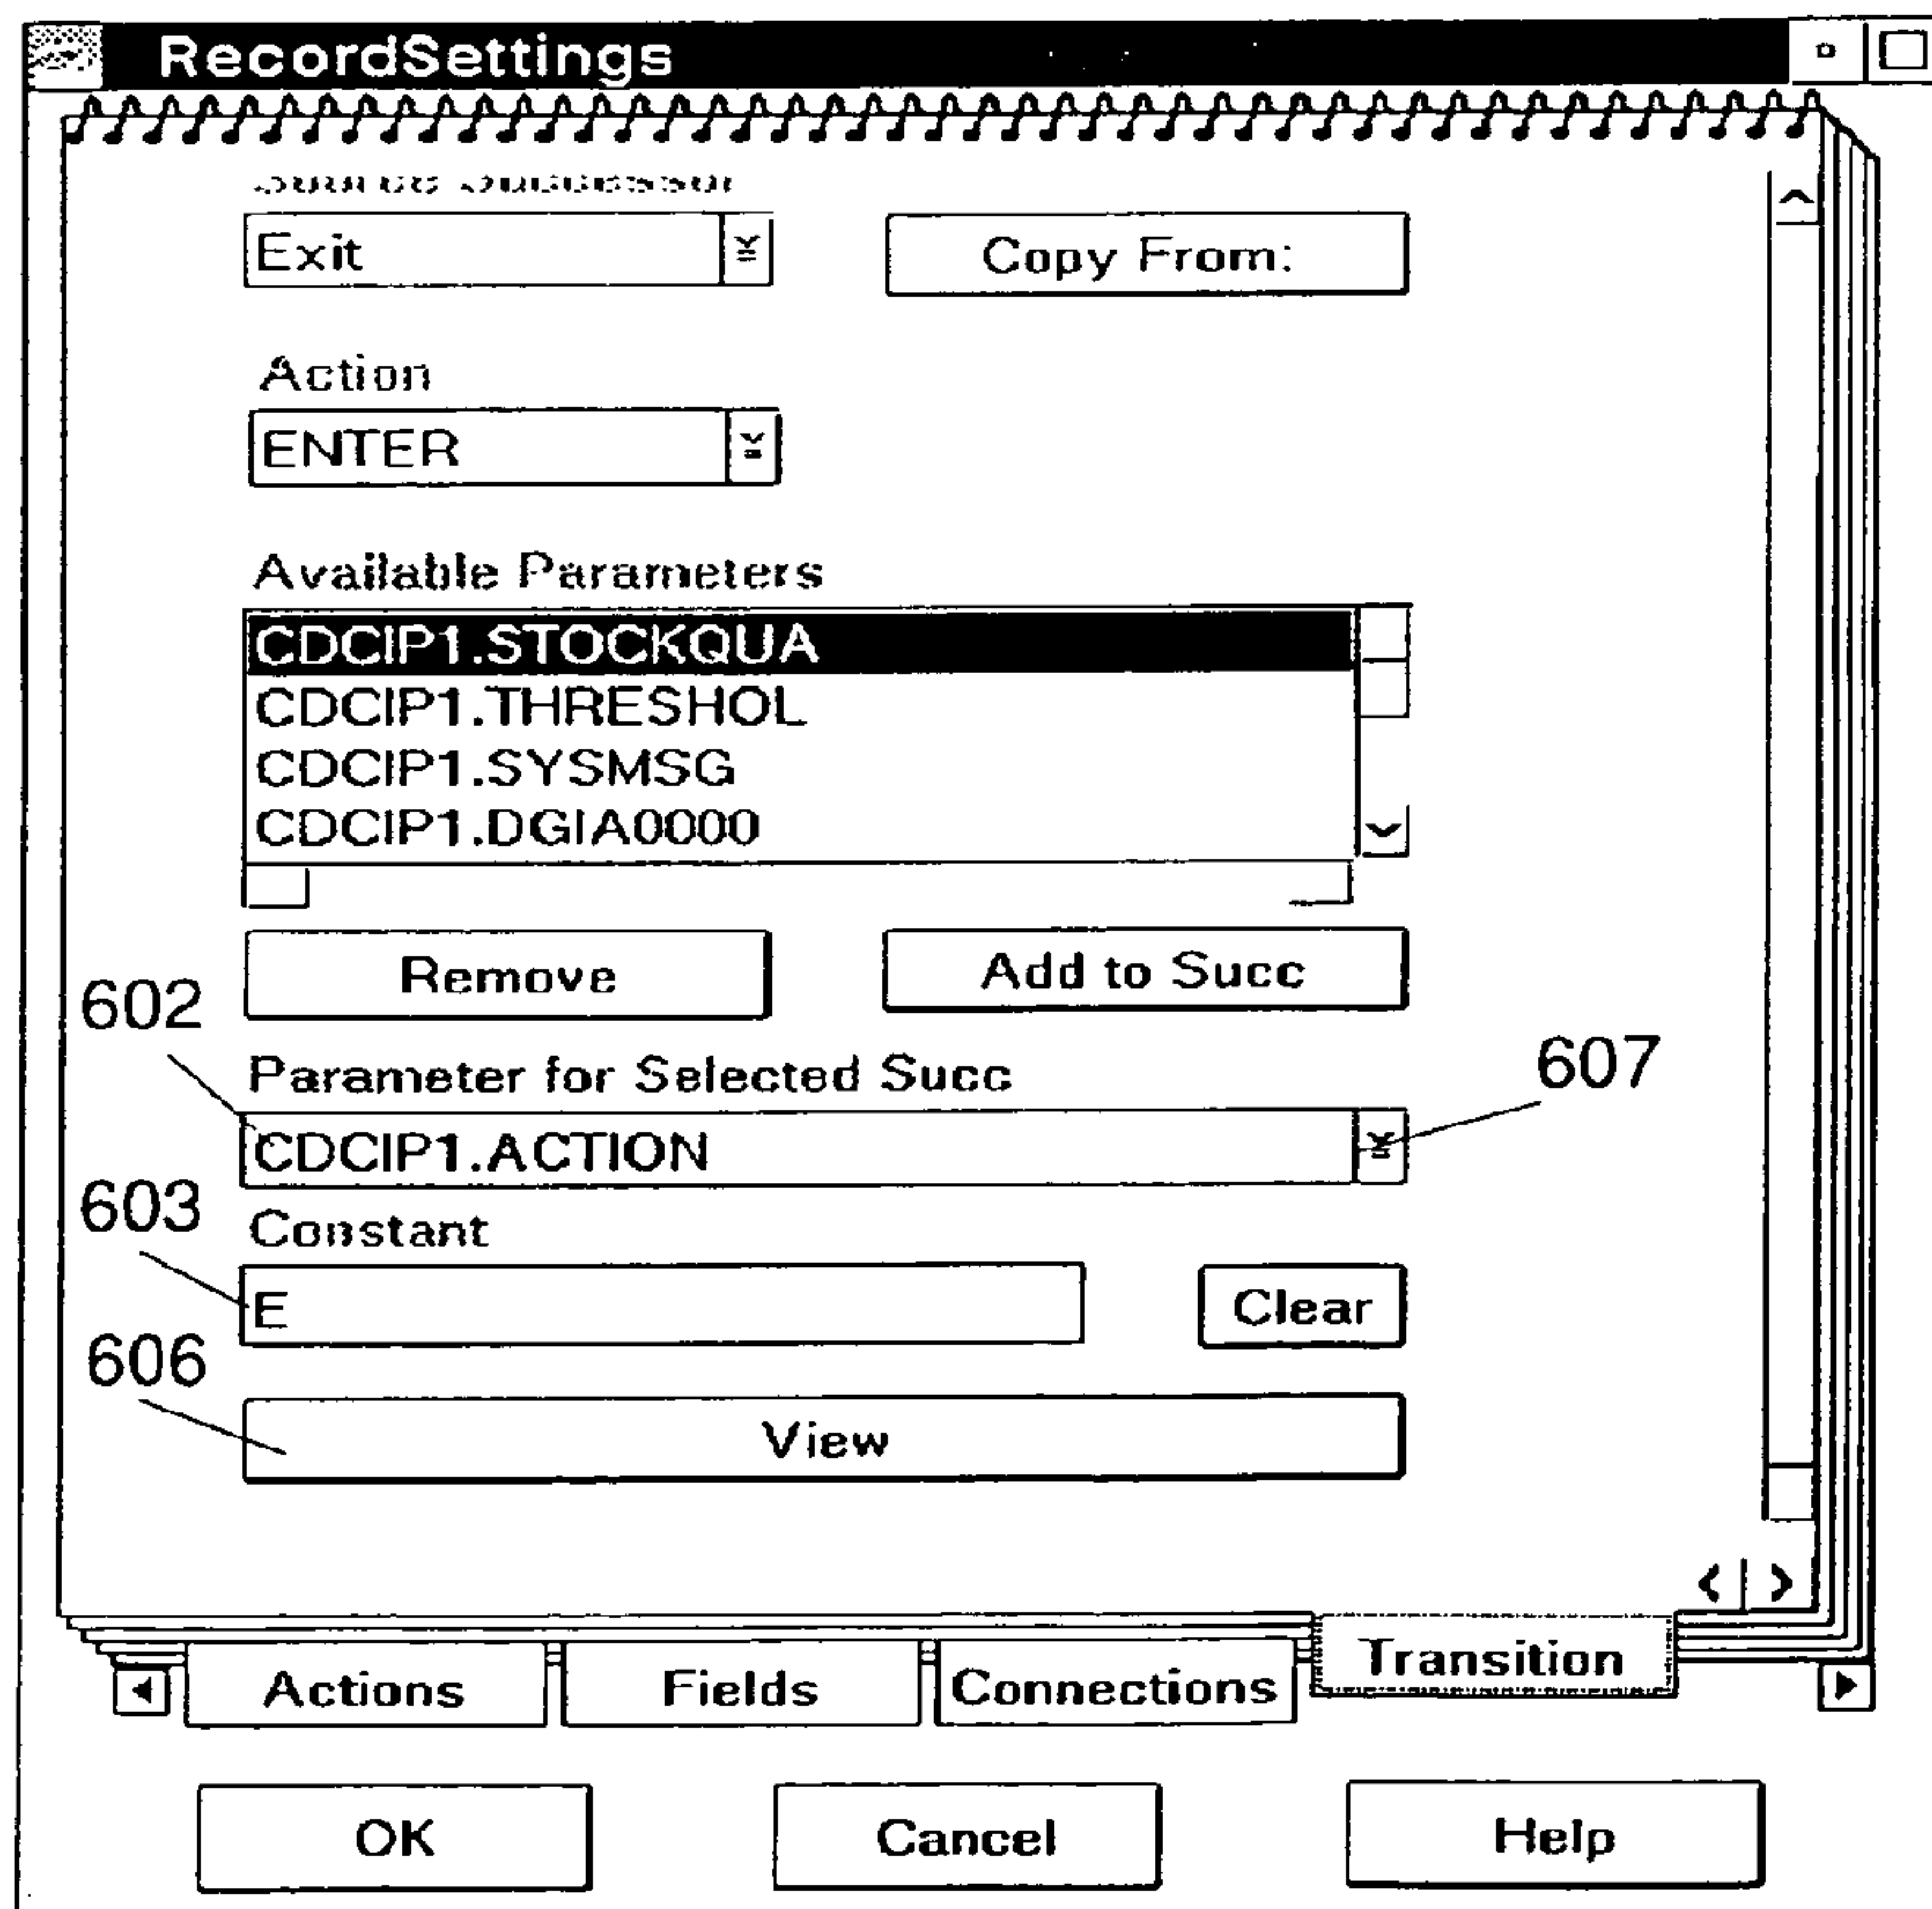 RecordSettings
Exit
Copy From:
Action
ENTER
Available Parameters
CDCIP1.STOCKQUA
CDCIP1.THRESHOL
CDCIP1.SYSMSG
CDCIP1.DGIA0000
Remove
Add to Succ
602
Parameter for Selected Succ
607
CDCIP1.ACTION
603
Constant
E
Clear
606
View
Actions
Fields
Connections
Transition
OK
Cancel
Help